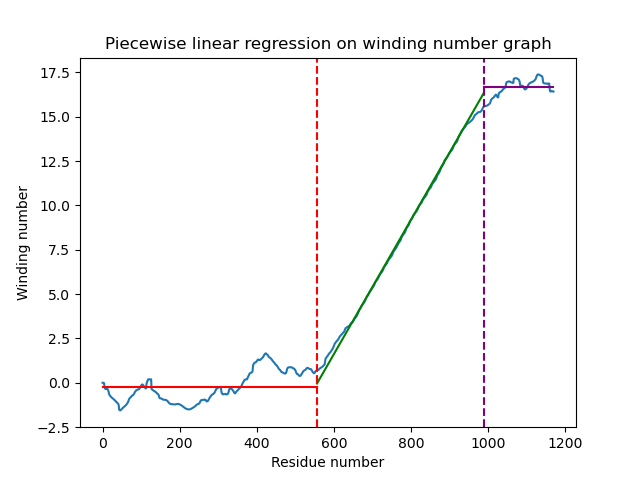 Piecewise linear regression on winding number graph
17.5
15.0
12.5
10.0
7.5
5.0
2.5
0.0
−2.5
Winding number
0 200 400 600 800 1000 1200
Residue number